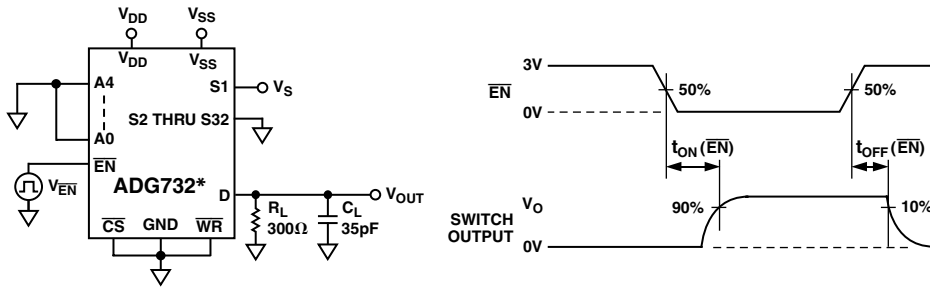 VDD
VSS
VDD
VSS
A4
S1
VS
S2 THRU S32
A0
EN
VEN
ADG732*
D
VOUT
RL
300Ω
CL
35pF
CS
GND
WR
3V
EN
0V
50%
50%
tON (EN)
tOFF (EN)
VO
90%
10%
SWITCH
OUTPUT
0V